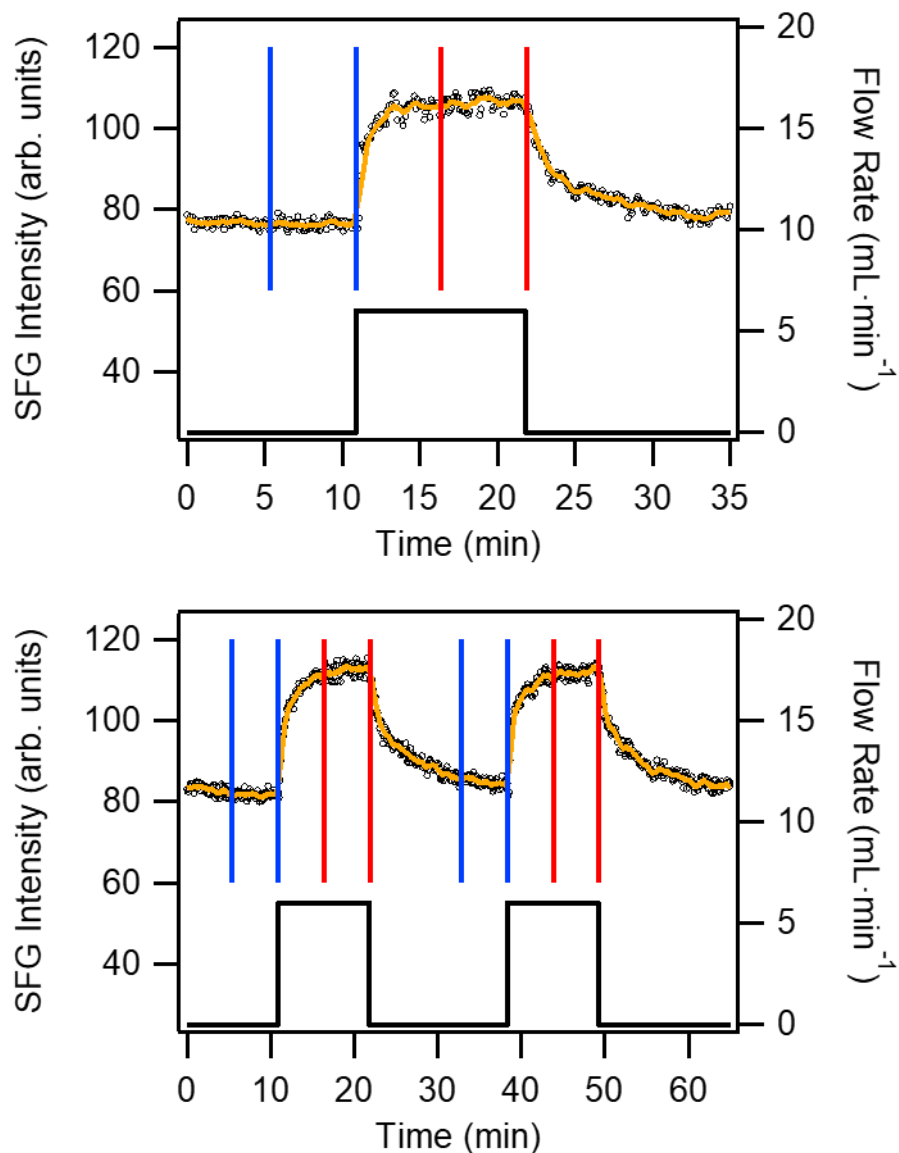 SFG Intensity (arb. units)
120
100
80
60
40
20
15
10
5
0
Flow Rate (mL·min⁻¹)
0 5 10 15 20 25 30 35
Time (min)
SFG Intensity (arb. units)
120
100
80
60
40
20
15
10
5
0
Flow Rate (mL·min⁻¹)
0 10 20 30 40 50 60
Time (min)